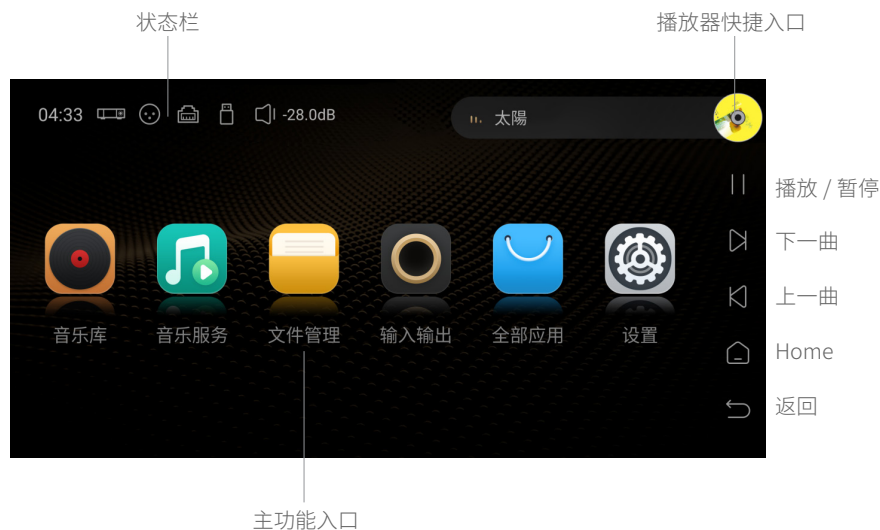 状态栏
播放器快捷入口
04:33
-28.0dB
太陽
播放 / 暂停
下一曲
上一曲
音乐库
音乐服务
文件管理
输入输出
全部应用
设置
Home
返回
主功能入口